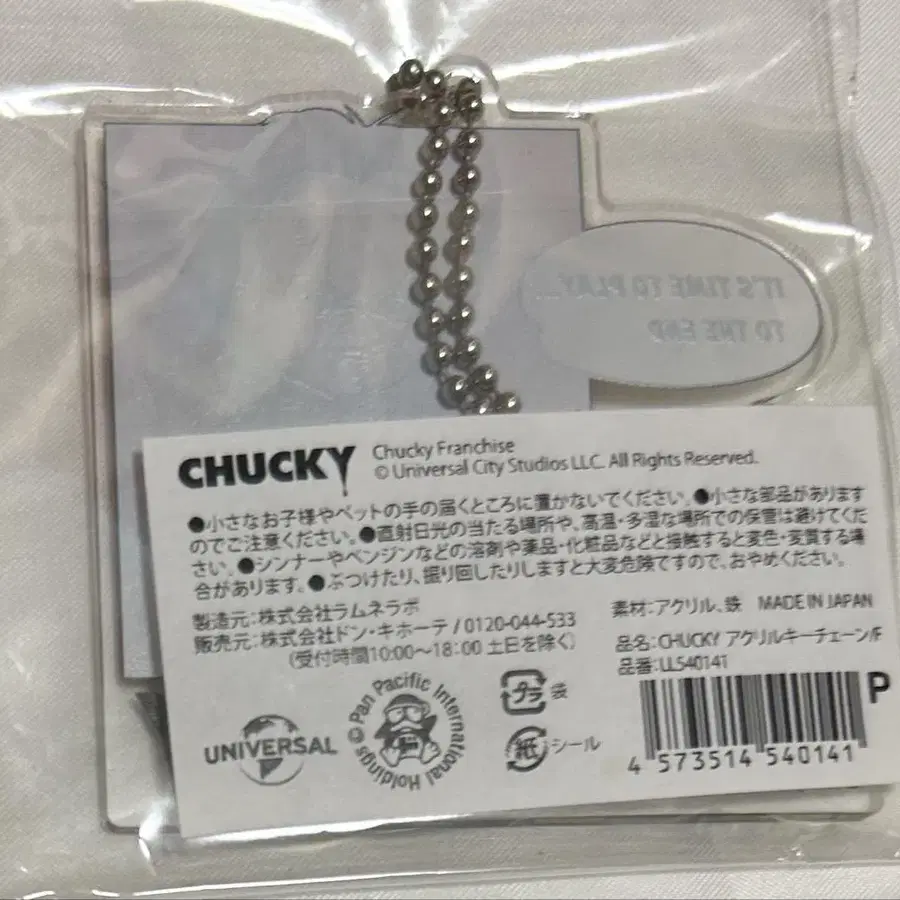 IT'S TIME TO PLAY...
TO THE END
CHUCKY
Chucky Franchise
© Universal City Studios LLC. All Rights Reserved.
●小さなお子様やペットの手の届くところに置かないでください。●小さな部品があります
のでご注意ください。●直射日光の当たる場所や、高温・多湿な場所での保管は避けてくだ
さい。●シンナーやベンジンなどの溶剤や薬品・化粧品などと接触すると変色・変質する場
合があります。●ぶつけたり、振り回したりしますと大変危険ですので、おやめください。
製造元:株式会社ラムネラボ
販売元:株式会社ドン・キホーテ / 0120-044-533
(受付時間10:00〜18:00 土日を除く)
素材:アクリル、鉄 MADE IN JAPAN
品名:CHUCKY アクリルキーチェーン/F
品番:LL540141
UNIVERSAL
© Pan Pacific International Holdings
ド
プラ 袋
紙 シール
P
4 573514 540141